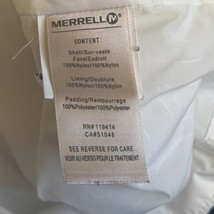 MERRELL
CONTENT:
Shell/Sur-veste
Face/Endroit
100%Nylon/100%Nylon
Lining/Doublure
100%Nylon/100%Nylon
Padding/Rembourrage
100%Polyester/100%Polyester
RN# 119414
CA#51046
SEE REVERSE FOR CARE
VOIR AU VERSO POUR LE TRAITEMENT